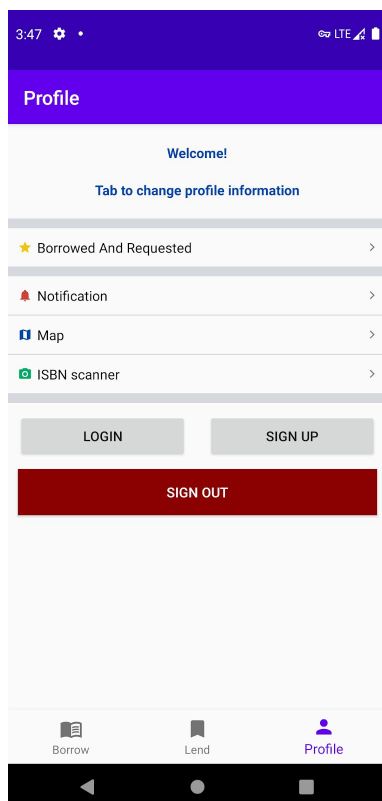 3:47 LTE
Profile
Welcome!
Tab to change profile information
Borrowed And Requested
Notification
Map
ISBN scanner
LOGIN SIGN UP
SIGN OUT
Borrow Lend Profile